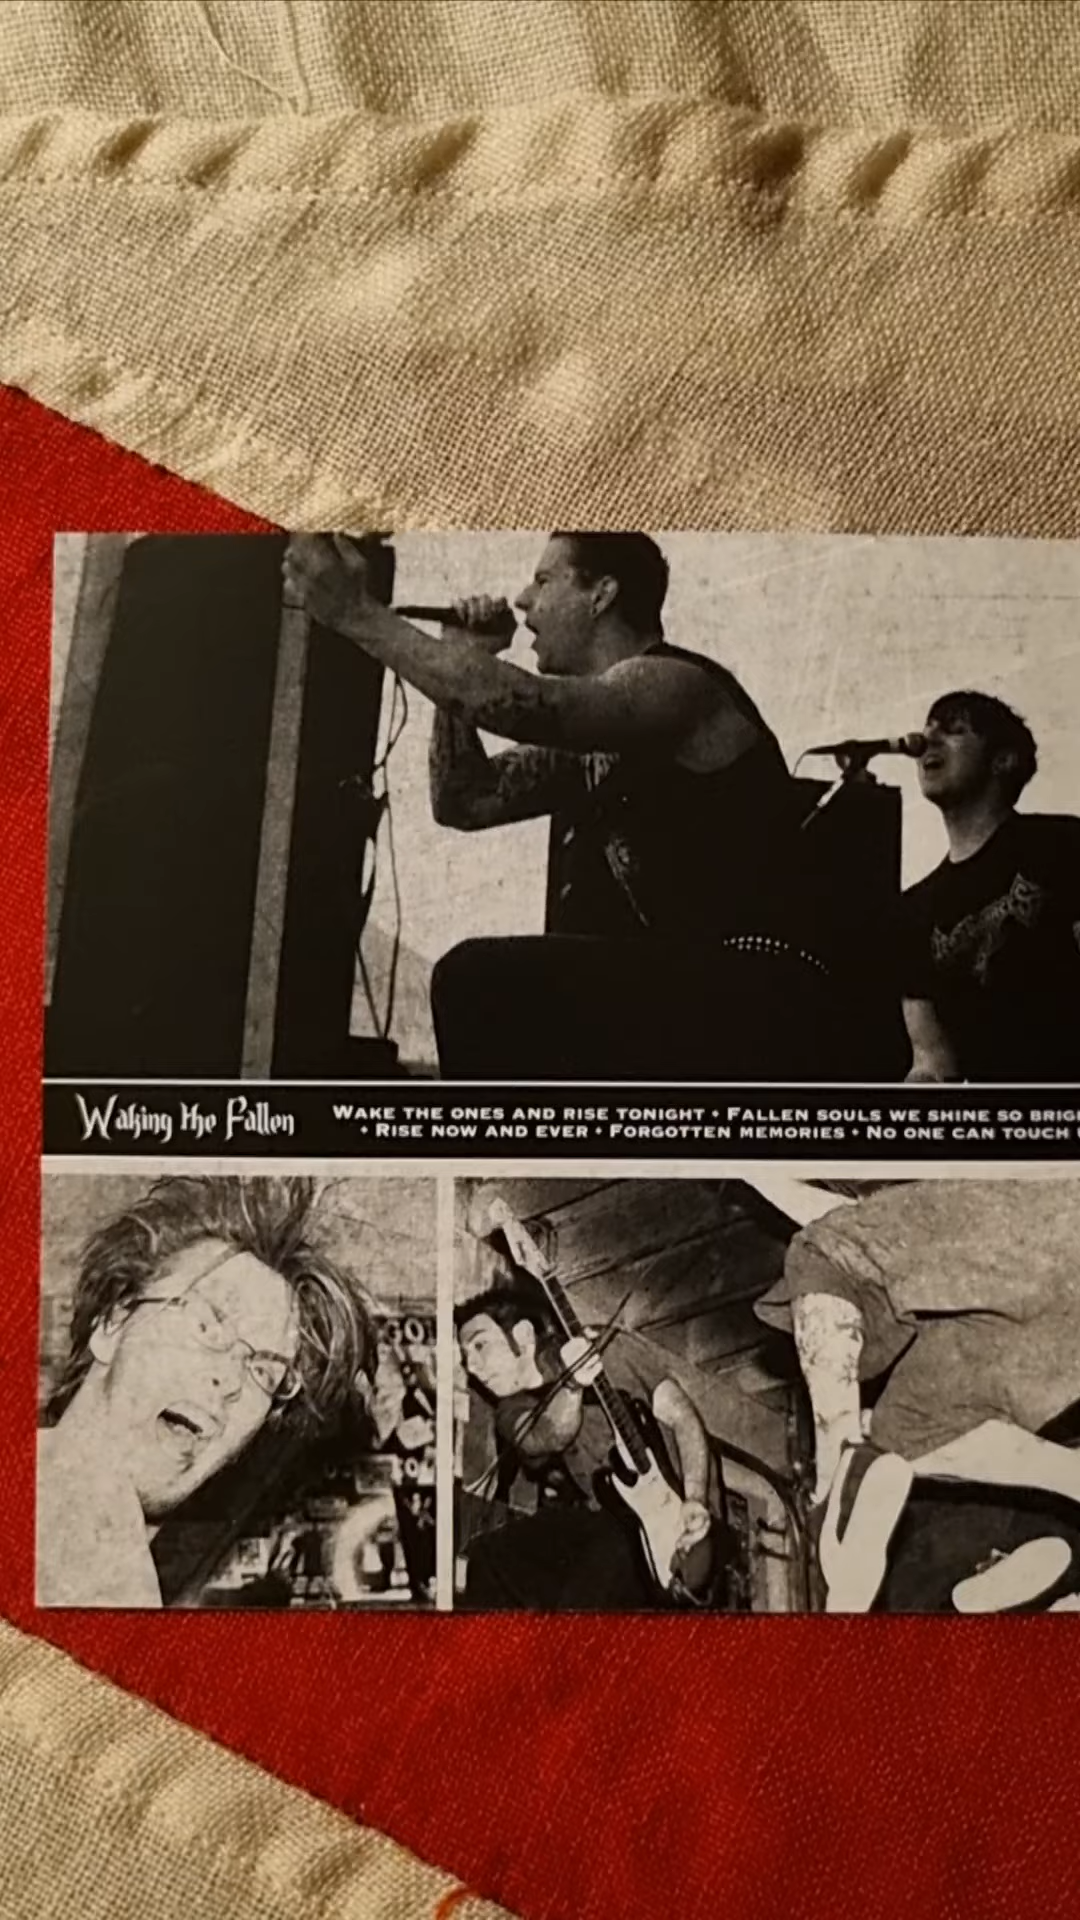 Waking the Fallen
WAKE THE ONES AND RISE TONIGHT • FALLEN SOULS WE SHINE SO BRIG
• RISE NOW AND EVER • FORGOTTEN MEMORIES • NO ONE CAN TOUCH